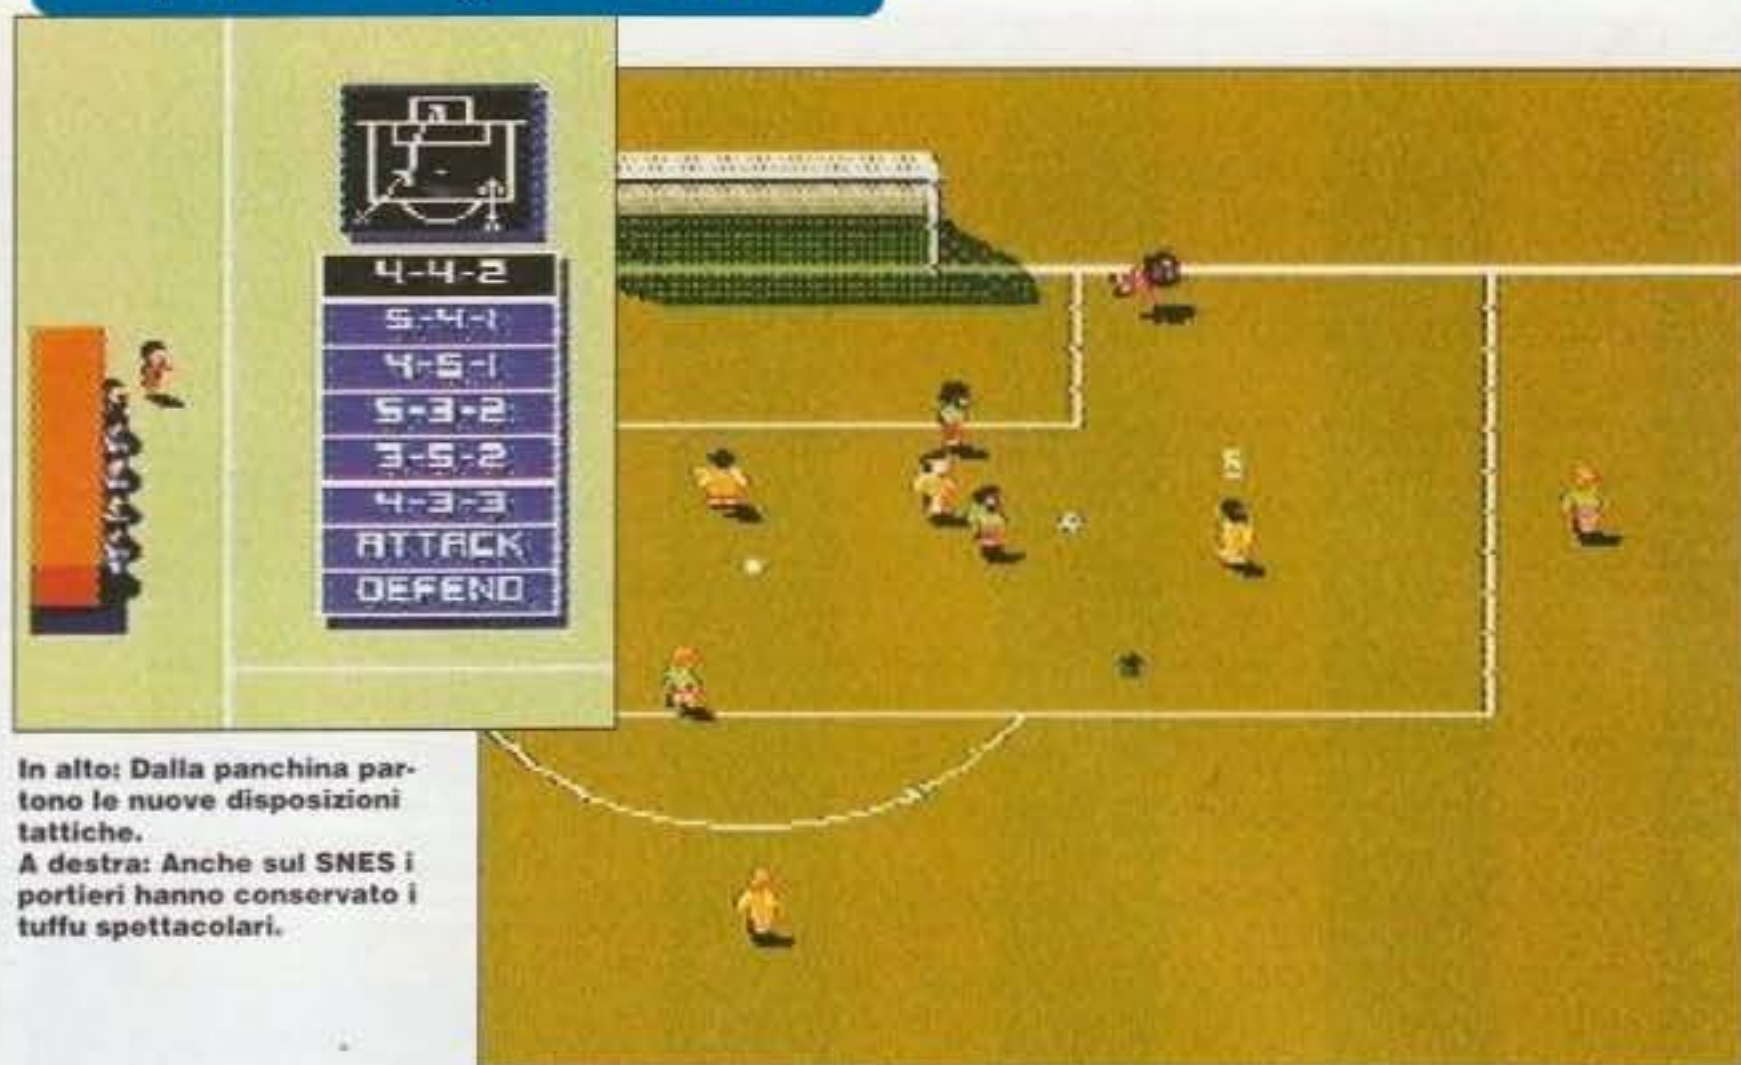 4-4-2
5-4-1
4-5-1
5-3-2
3-5-2
4-3-3
ATTACK
DEFEND
5
In alto: Dalla panchina par-
tono le nuove disposizioni
tattiche.
A destra: Anche sul SNES i
portieri hanno conservato i
tuffu spettacolari.